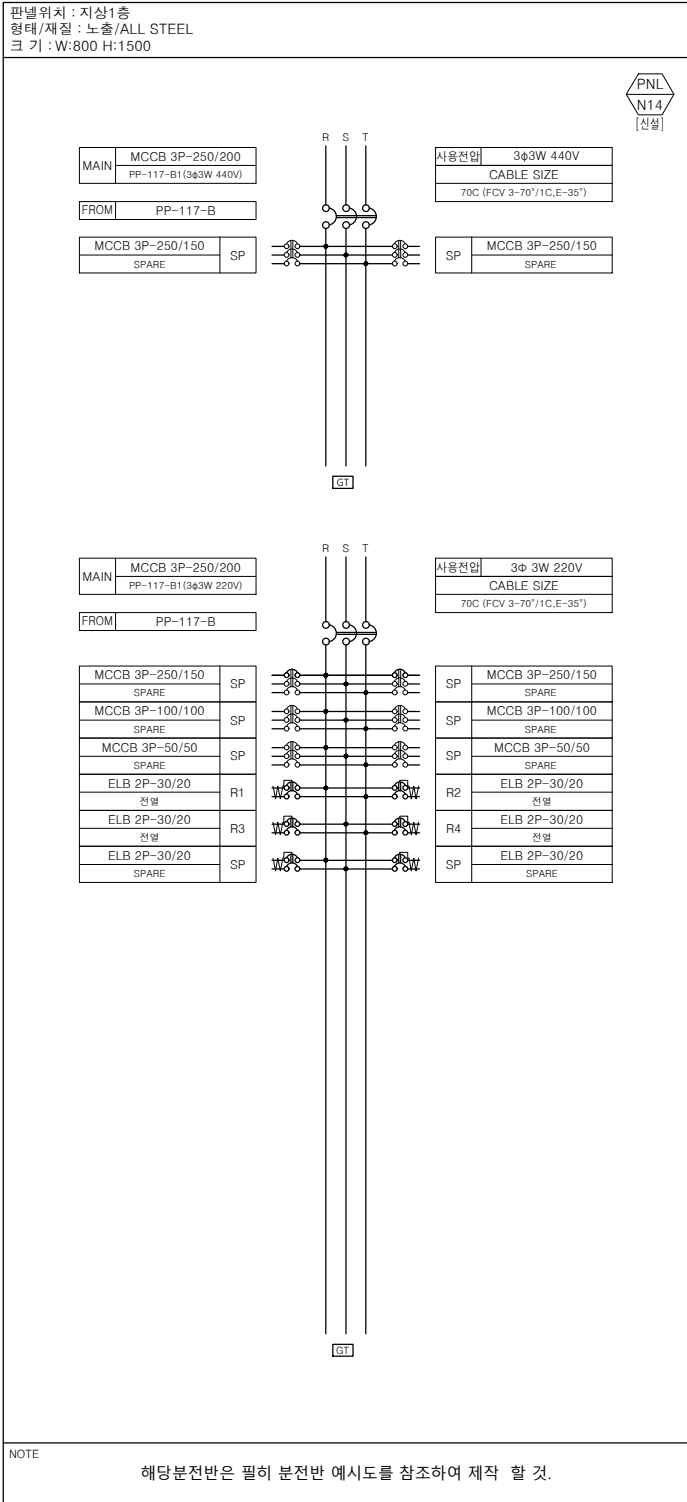 판넬위치 : 지상1층
형태/재질 : 노출/ALL STEEL
크 기 : W:800 H:1500
PNL
N14
[신설]
R S T
MAIN
MCCB 3P-250/200
PP-117-B1(3ϕ3W 440V)
FROM PP-117-B
사용전압 3ϕ3W 440V
CABLE SIZE
70C (FCV 3-70°/1C,E-35°)
MCCB 3P-250/150
SPARE
SP
SP
MCCB 3P-250/150
SPARE
GT
R S T
MAIN
MCCB 3P-250/200
PP-117-B1(3ϕ3W 220V)
FROM PP-117-B
사용전압 3Φ 3W 220V
CABLE SIZE
70C (FCV 3-70°/1C,E-35°)
MCCB 3P-250/150
SPARE
SP
SP
MCCB 3P-250/150
SPARE
MCCB 3P-100/100
SPARE
SP
SP
MCCB 3P-100/100
SPARE
MCCB 3P-50/50
SPARE
SP
SP
MCCB 3P-50/50
SPARE
ELB 2P-30/20
전열
R1
R2
ELB 2P-30/20
전열
ELB 2P-30/20
전열
R3
R4
ELB 2P-30/20
전열
ELB 2P-30/20
SPARE
SP
SP
ELB 2P-30/20
SPARE
GT
NOTE
해당분전반은 필히 분전반 예시도를 참조하여 제작 할 것.